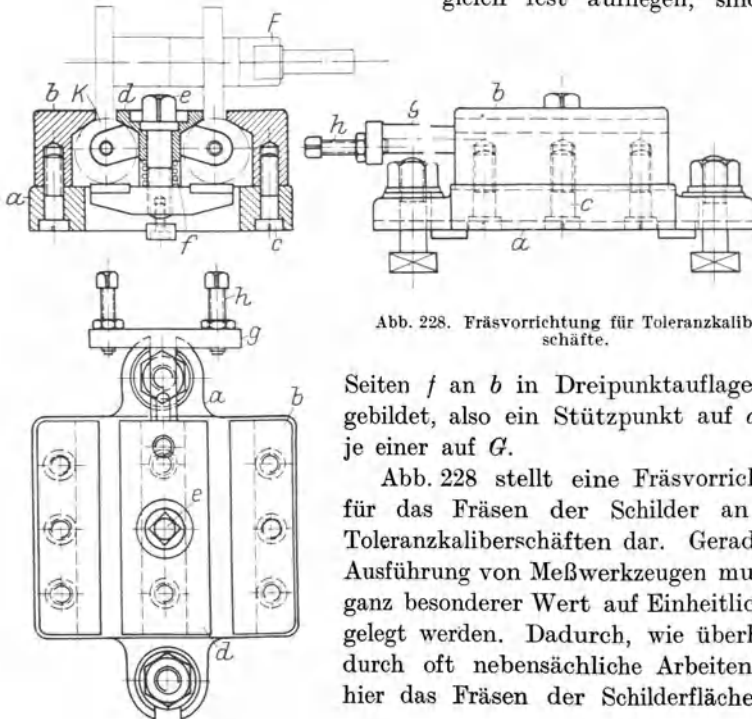 gleich fest aufliegen, sind
F
b K d e
a
f c
h G b
c
a
h
g
a b
e
d
Abb. 228. Fräsvorrichtung für Toleranzkalib
schäfte.
Seiten f an b in Dreipunktauflage
gebildet, also ein Stützpunkt auf
je einer auf G.
Abb. 228 stellt eine Fräsvorrich
für das Fräsen der Schilder an
Toleranzkaliberschäften dar. Gerad
Ausführung von Meßwerkzeugen mu
ganz besonderer Wert auf Einheitlic
gelegt werden. Dadurch, wie überh
durch oft nebensächliche Arbeiten
hier das Fräsen der Schilderfläche